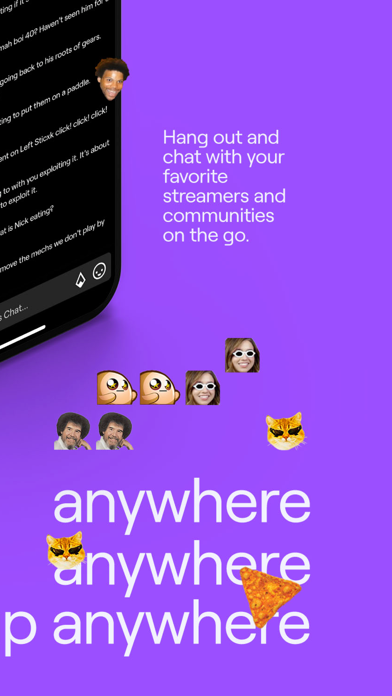 ting if it
mah boi 40? Haven't seen him for
going back to his roots of gears.
ting to put them on a paddle.
ent on Left Sticxk click! click! click!
g to with you exploiting it. It's about
to exploit it.
at is Nick eating?
move the mechs we don't play by
s Chat...
Hang out and
chat with your
favorite
streamers and
communities
on the go.
anywhere
anywhere
p anywhere